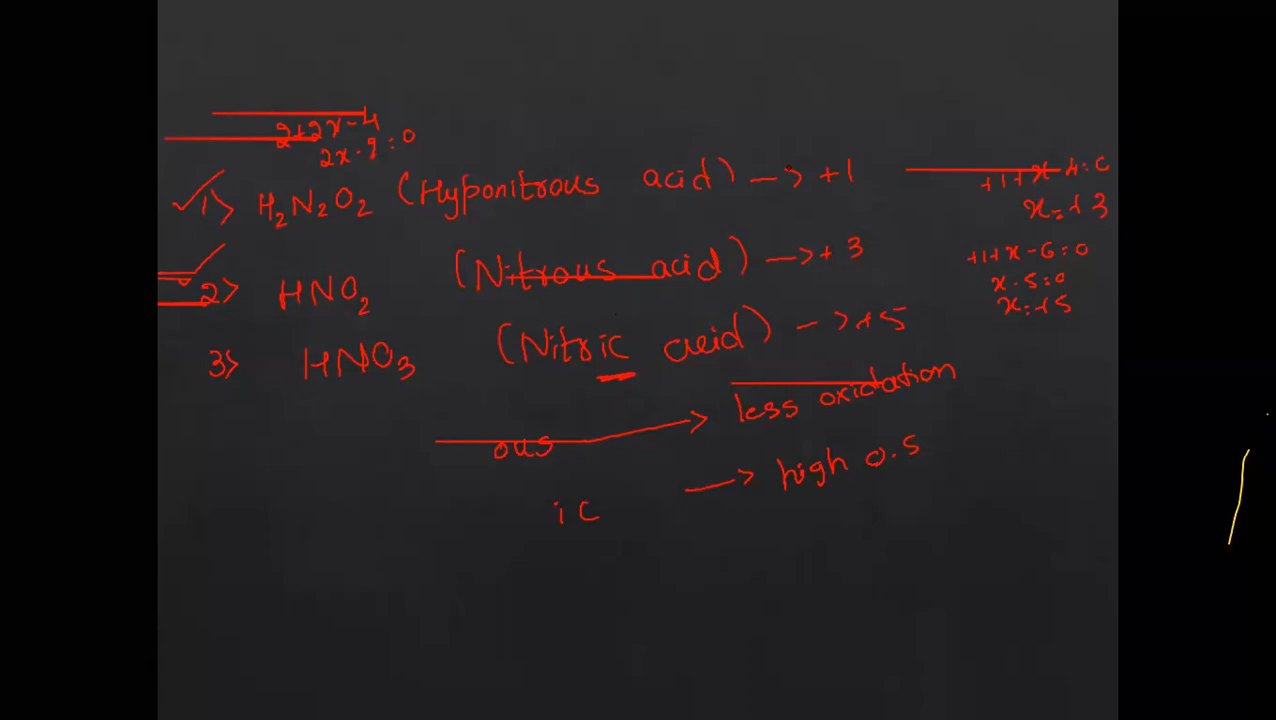 2+2x-4
2x-2=0
1> H2N2O2 (Hyponitrous acid) → +1
+1+x-4=0
x=+3
2> HNO2 (Nitrous acid) → +3
+1+x-6=0
x-5=0
x=+5
3> HNO3 (Nitric acid) → +5
ous → less oxidation
ic → high o.s